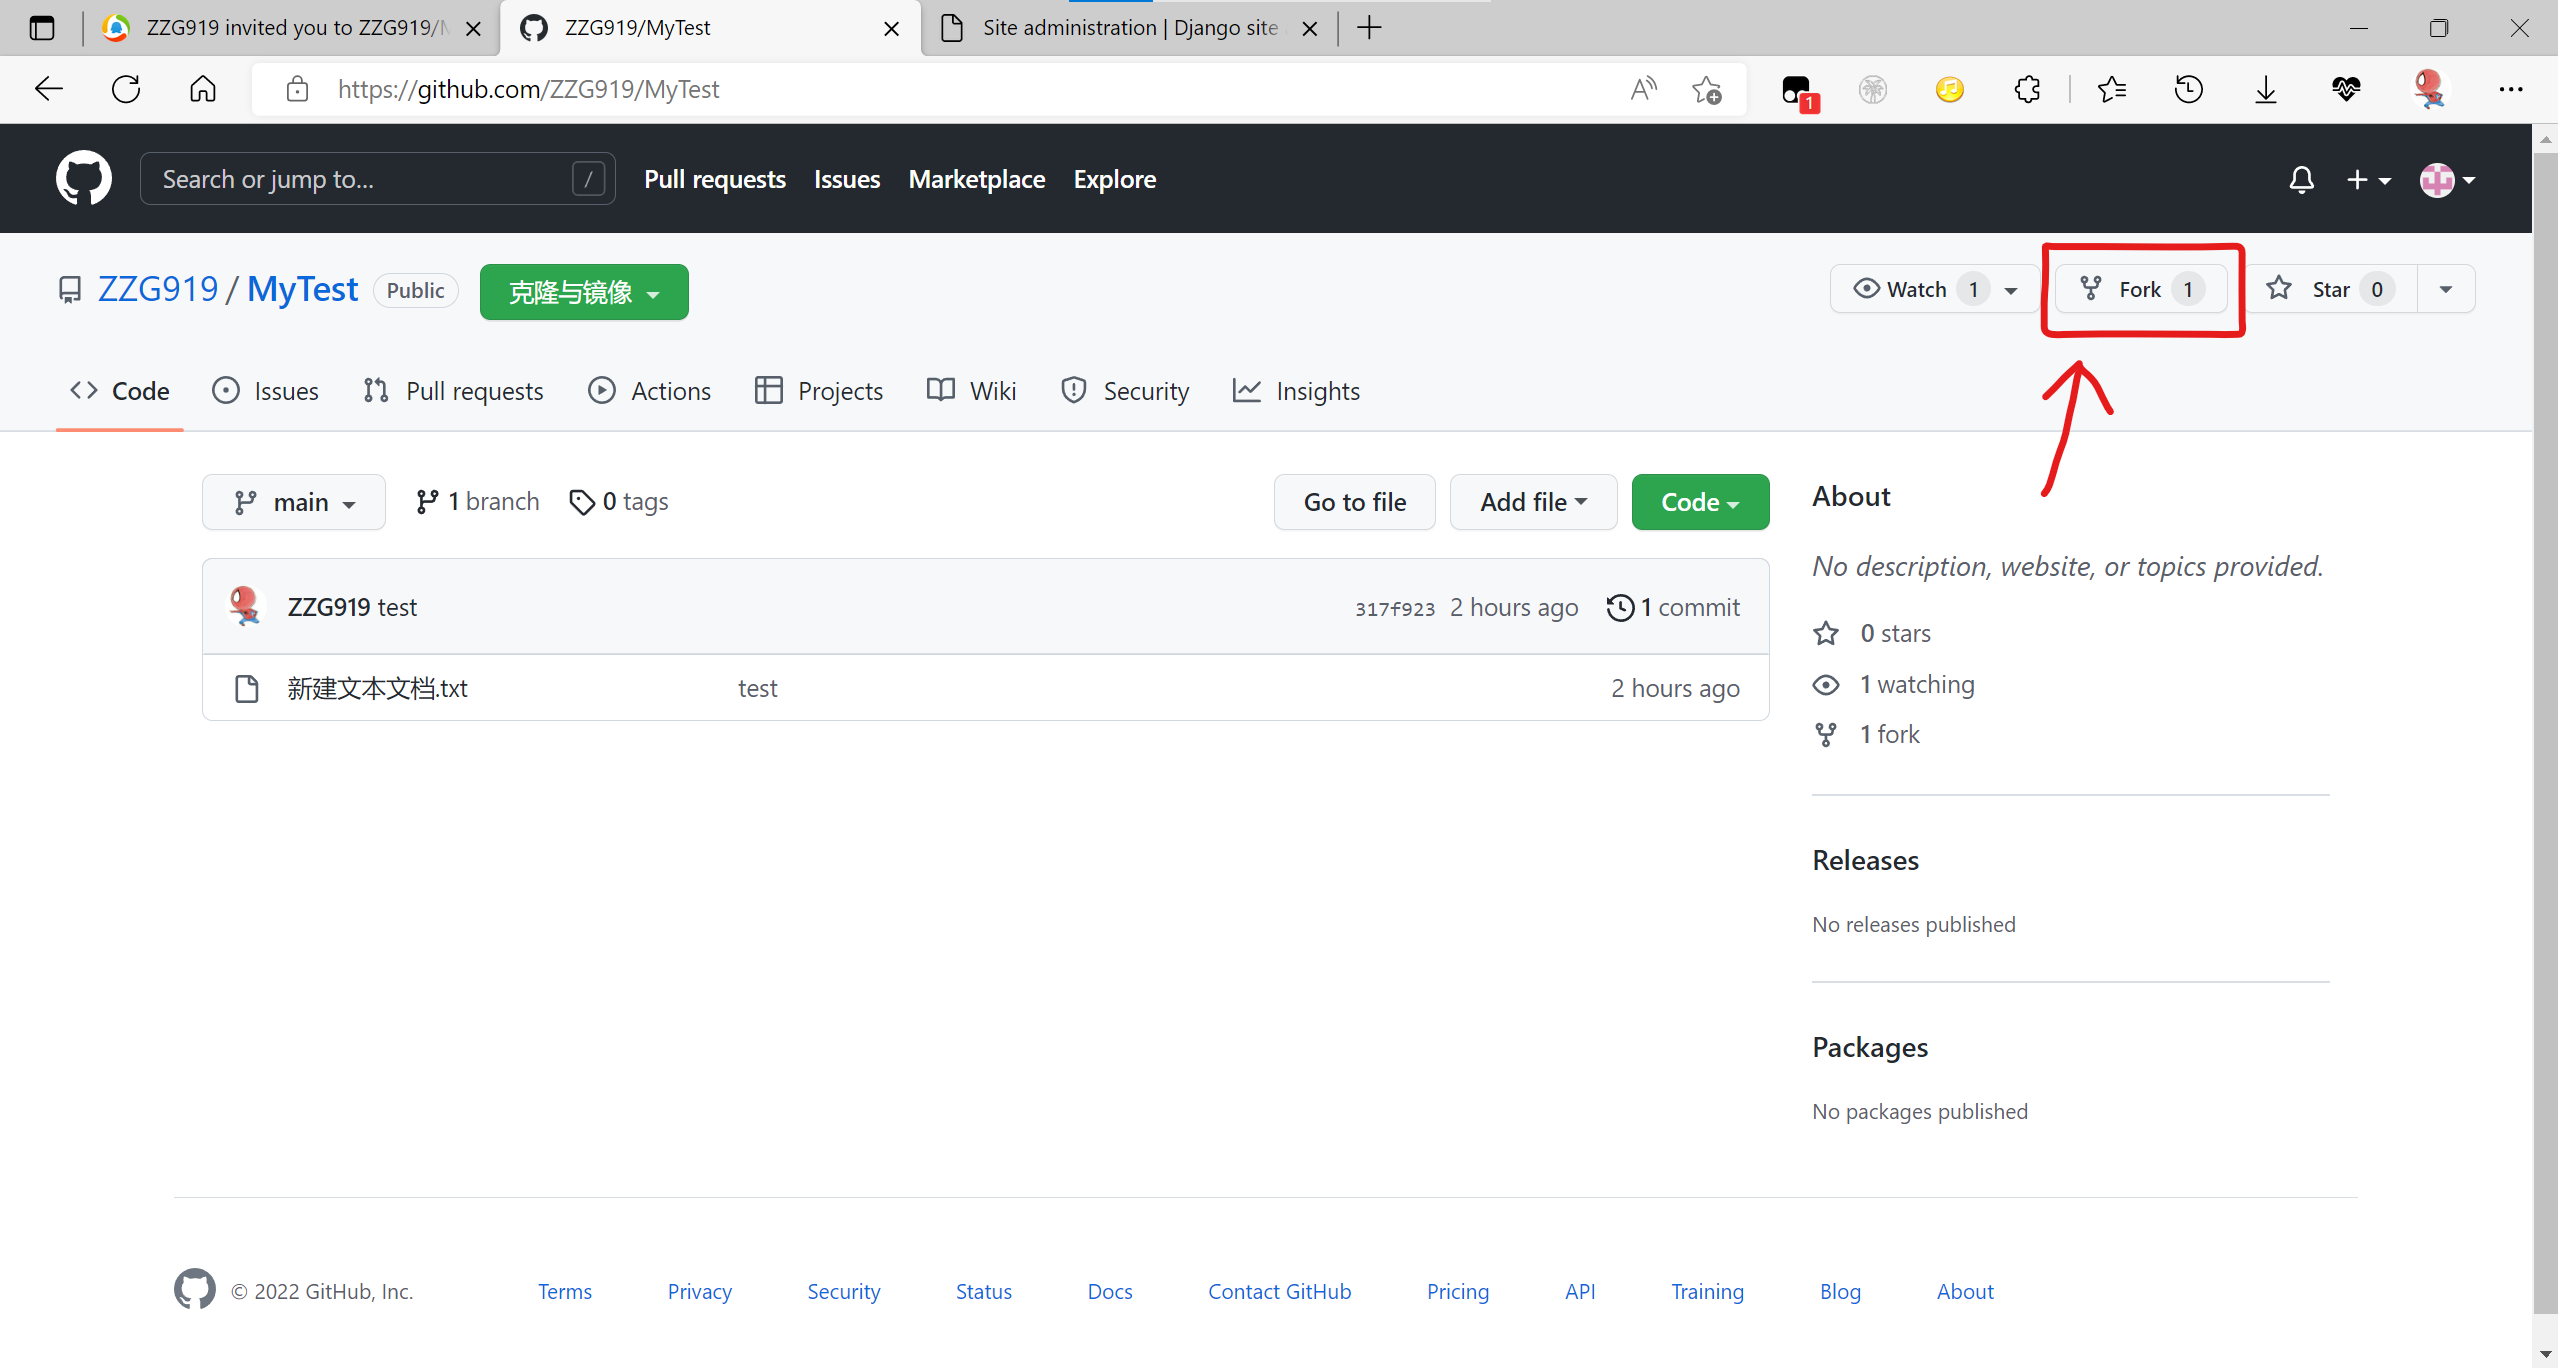 ZZG919 invited you to ZZG919/M
ZZG919/MyTest
Site administration | Django site
https://github.com/ZZG919/MyTest
1
Search or jump to...
/
Pull requests
Issues
Marketplace
Explore
ZZG919 / MyTest
Public
克隆与镜像
Watch 1
Fork 1
Star 0
Code
Issues
Pull requests
Actions
Projects
Wiki
Security
Insights
main
1 branch
0 tags
Go to file
Add file
Code
ZZG919 test
317f923 2 hours ago
1 commit
新建文本文档.txt
test
2 hours ago
About
No description, website, or topics provided.
0 stars
1 watching
1 fork
Releases
No releases published
Packages
No packages published
© 2022 GitHub, Inc.
Terms
Privacy
Security
Status
Docs
Contact GitHub
Pricing
API
Training
Blog
About